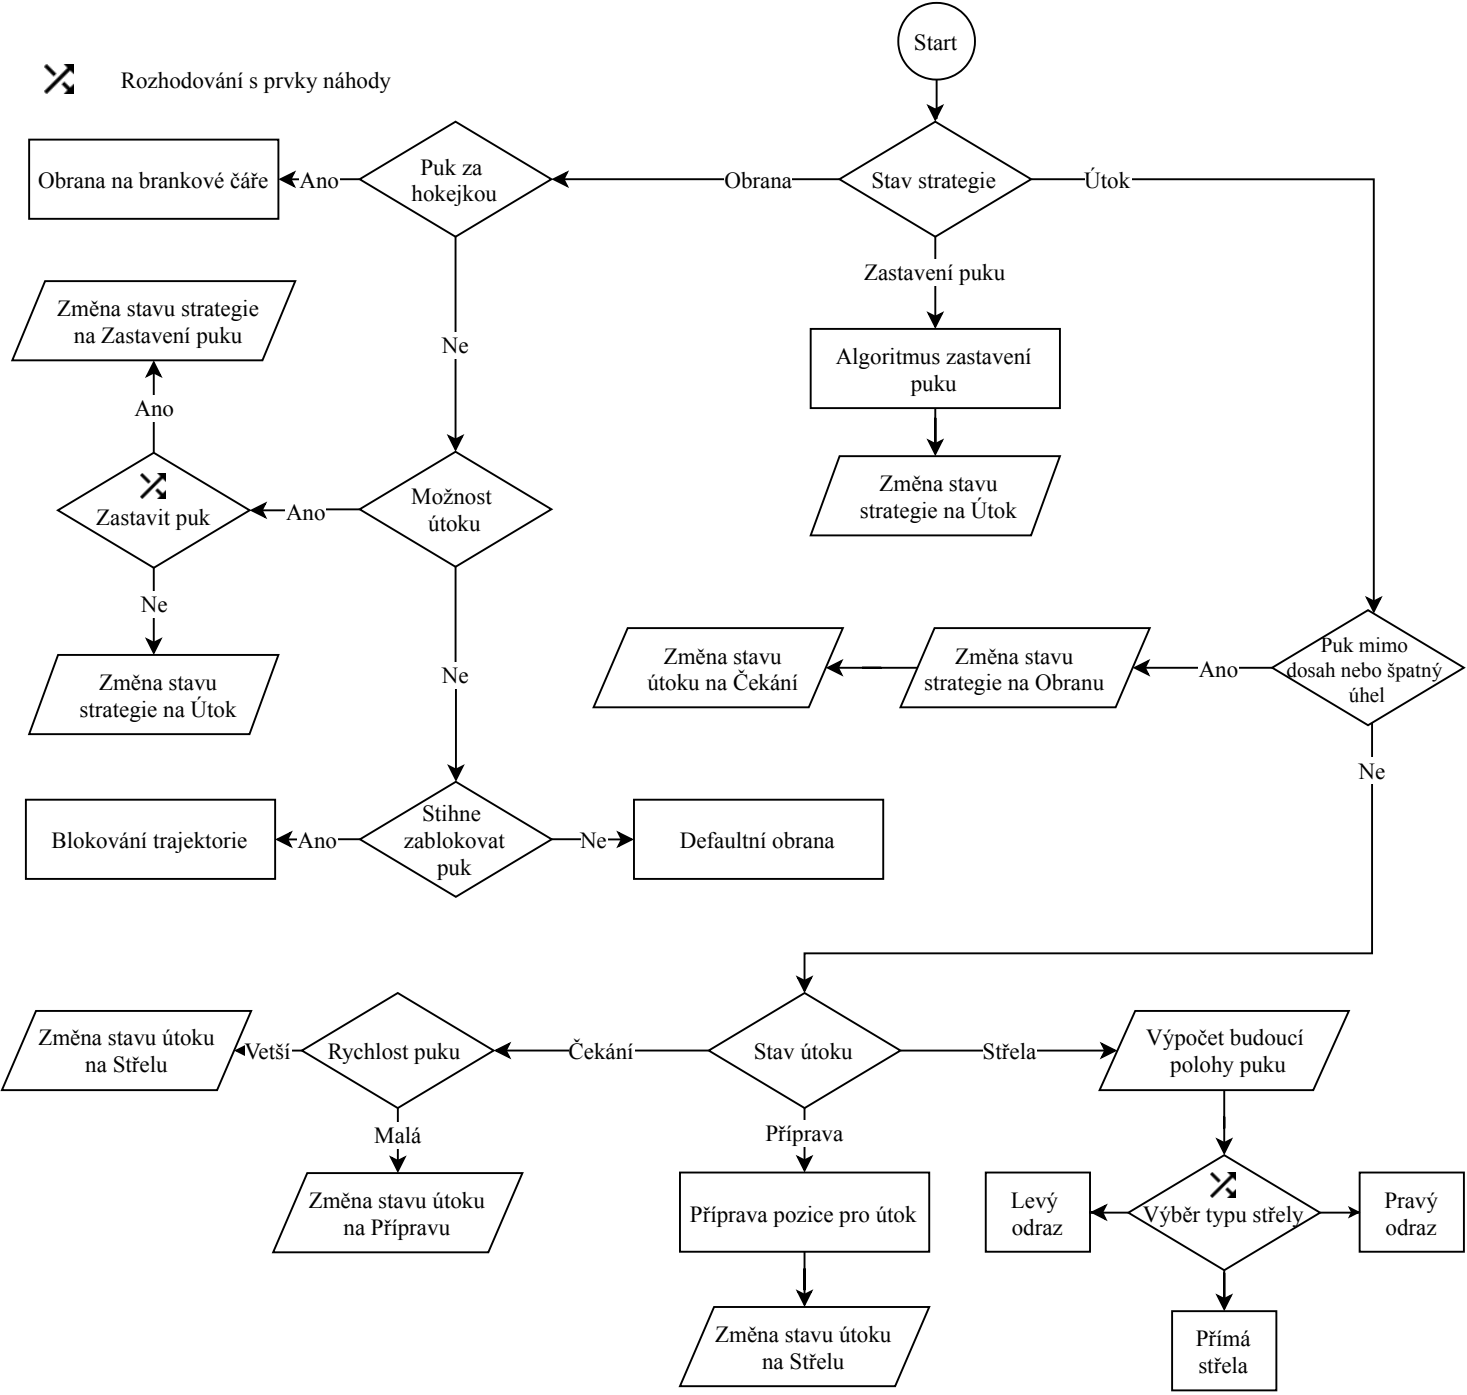 Start
Rozhodování s prvky náhody
Puk za
hokejkou
Stav strategie
Obrana na brankové čáře
Ano
Obrana
Útok
Zastavení puku
Změna stavu strategie
na Zastavení puku
Ne
Algoritmus zastavení
puku
Ano
Změna stavu
strategie na Útok
Možnost
útoku
Ano
Zastavit puk
Ne
Změna stavu
strategie na Útok
Ne
Puk mimo
dosah nebo špatný
úhel
Ano
Změna stavu
strategie na Obranu
Změna stavu
útoku na Čekání
Ne
Stihne
zablokovat
puk
Ano
Blokování trajektorie
Ne
Defaultní obrana
Změna stavu útoku
na Střelu
Vetší
Rychlost puku
Čekání
Stav útoku
Střela
Výpočet budoucí
polohy puku
Malá
Příprava
Změna stavu útoku
na Přípravu
Příprava pozice pro útok
Levý
odraz
Výběr typu střely
Pravý
odraz
Změna stavu útoku
na Střelu
Přímá
střela